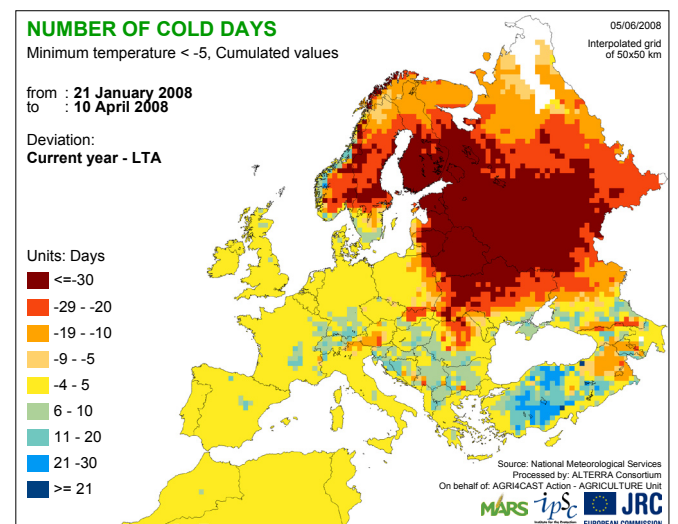 NUMBER OF COLD DAYS
05/06/2008
Minimum temperature < -5, Cumulated values
Interpolated grid
of 50x50 km
from : 21 January 2008
to : 10 April 2008
Deviation:
Current year - LTA
Units: Days
<=-30
-29 - -20
-19 - -10
-9 - -5
-4 - 5
6 - 10
11 - 20
21 -30
>= 21
Source: National Meteorological Services
Processed by: ALTERRA Consortium
On behalf of: AGRI4CAST Action - AGRICULTURE Unit
MARS ipsc JRC
EUROPEAN COMMISSION